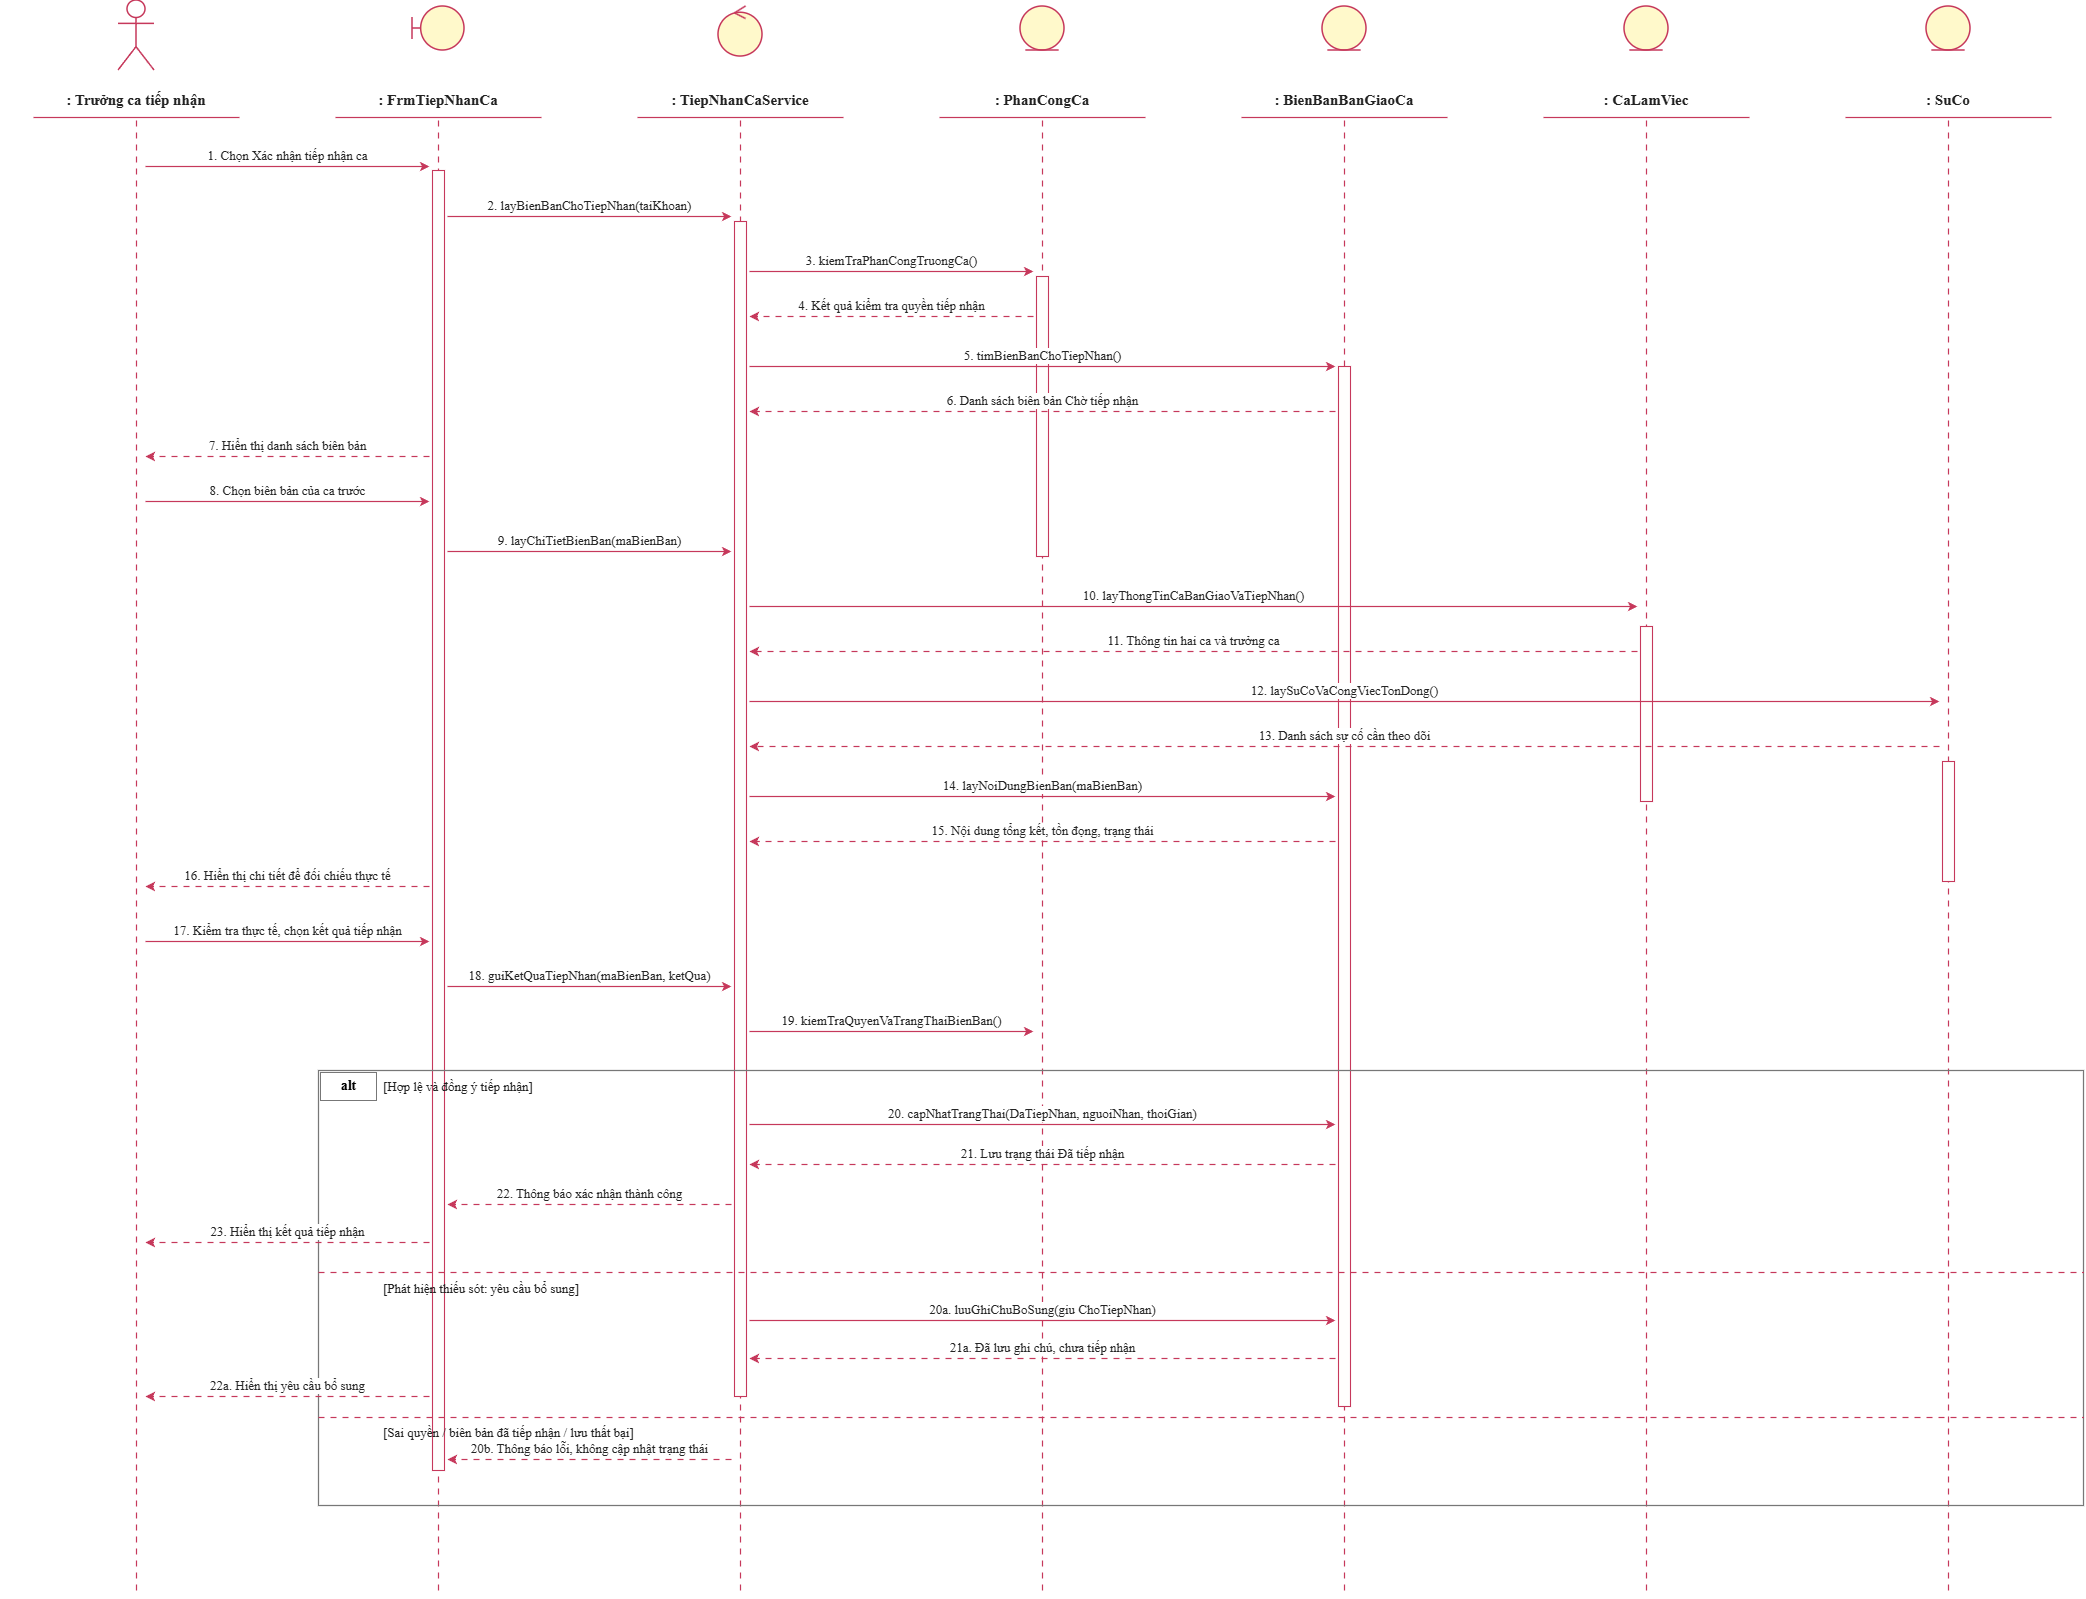 : Trưởng ca tiếp nhận
: FrmTiepNhanCa
: TiepNhanCaService
: PhanCongCa
: BienBanBanGiaoCa
: CaLamViec
: SuCo
1. Chọn Xác nhận tiếp nhận ca
2. layBienBanChoTiepNhan(taiKhoan)
3. kiemTraPhanCongTruongCa()
4. Kết quả kiểm tra quyền tiếp nhận
5. timBienBanChoTiepNhan()
6. Danh sách biên bản Chờ tiếp nhận
7. Hiển thị danh sách biên bản
8. Chọn biên bản của ca trước
9. layChiTietBienBan(maBienBan)
10. layThongTinCaBanGiaoVaTiepNhan()
11. Thông tin hai ca và trưởng ca
12. laySuCoVaCongViecTonDong()
13. Danh sách sự cố cần theo dõi
14. layNoiDungBienBan(maBienBan)
15. Nội dung tổng kết, tồn đọng, trạng thái
16. Hiển thị chi tiết để đối chiếu thực tế
17. Kiểm tra thực tế, chọn kết quả tiếp nhận
18. guiKetQuaTiepNhan(maBienBan, ketQua)
19. kiemTraQuyenVaTrangThaiBienBan()
alt
[Hợp lệ và đồng ý tiếp nhận]
20. capNhatTrangThai(DaTiepNhan, nguoiNhan, thoiGian)
21. Lưu trạng thái Đã tiếp nhận
22. Thông báo xác nhận thành công
23. Hiển thị kết quả tiếp nhận
[Phát hiện thiếu sót: yêu cầu bổ sung]
20a. luuGhiChuBoSung(giu ChoTiepNhan)
21a. Đã lưu ghi chú, chưa tiếp nhận
22a. Hiển thị yêu cầu bổ sung
[Sai quyền / biên bản đã tiếp nhận / lưu thất bại]
20b. Thông báo lỗi, không cập nhật trạng thái